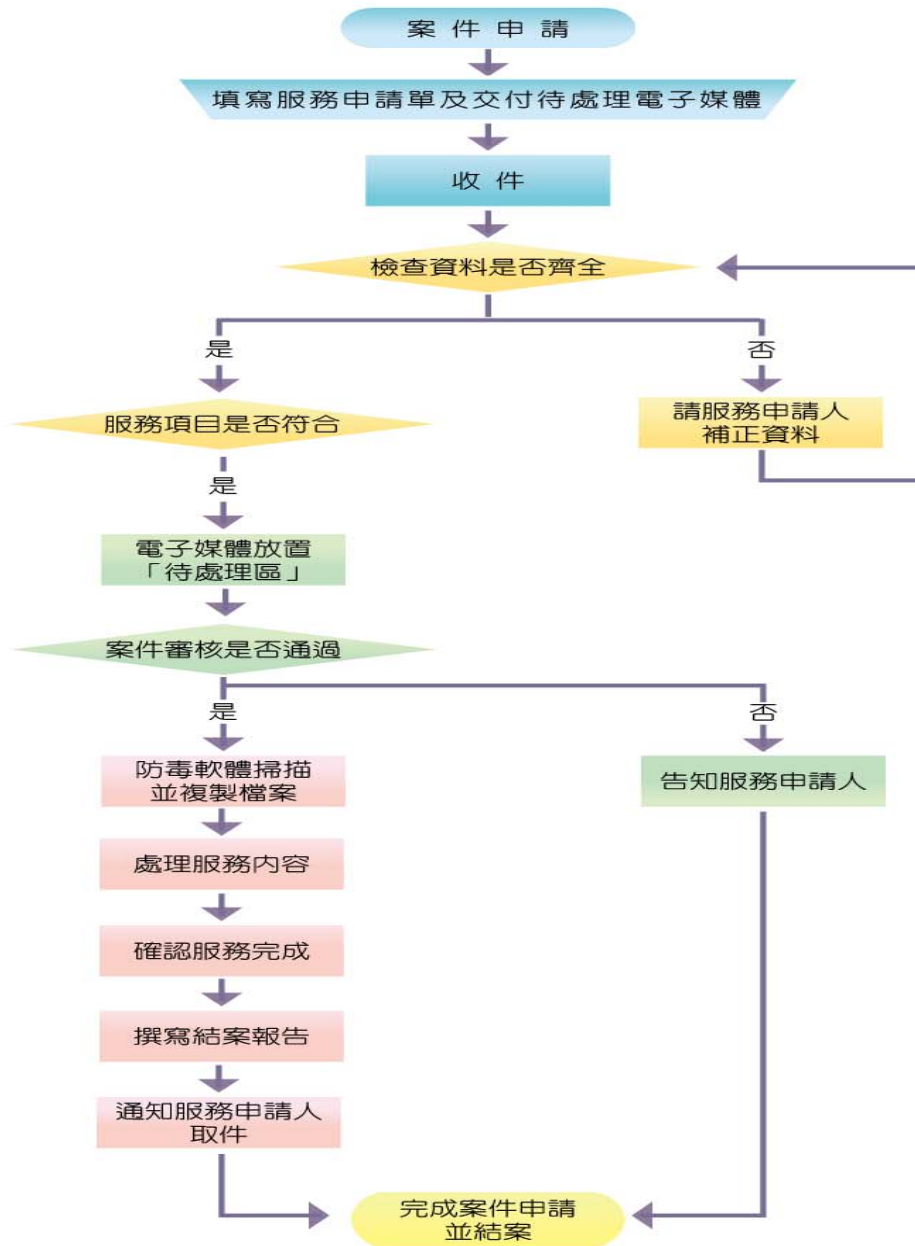 案件申請
填寫服務申請單及交付待處理電子媒體
收件
檢查資料是否齊全
是
否
服務項目是否符合
請服務申請人
補正資料
是
電子媒體放置
「待處理區」
案件審核是否通過
是
否
防毒軟體掃描
並複製檔案
告知服務申請人
處理服務內容
確認服務完成
撰寫結案報告
通知服務申請人
取件
完成案件申請
並結案